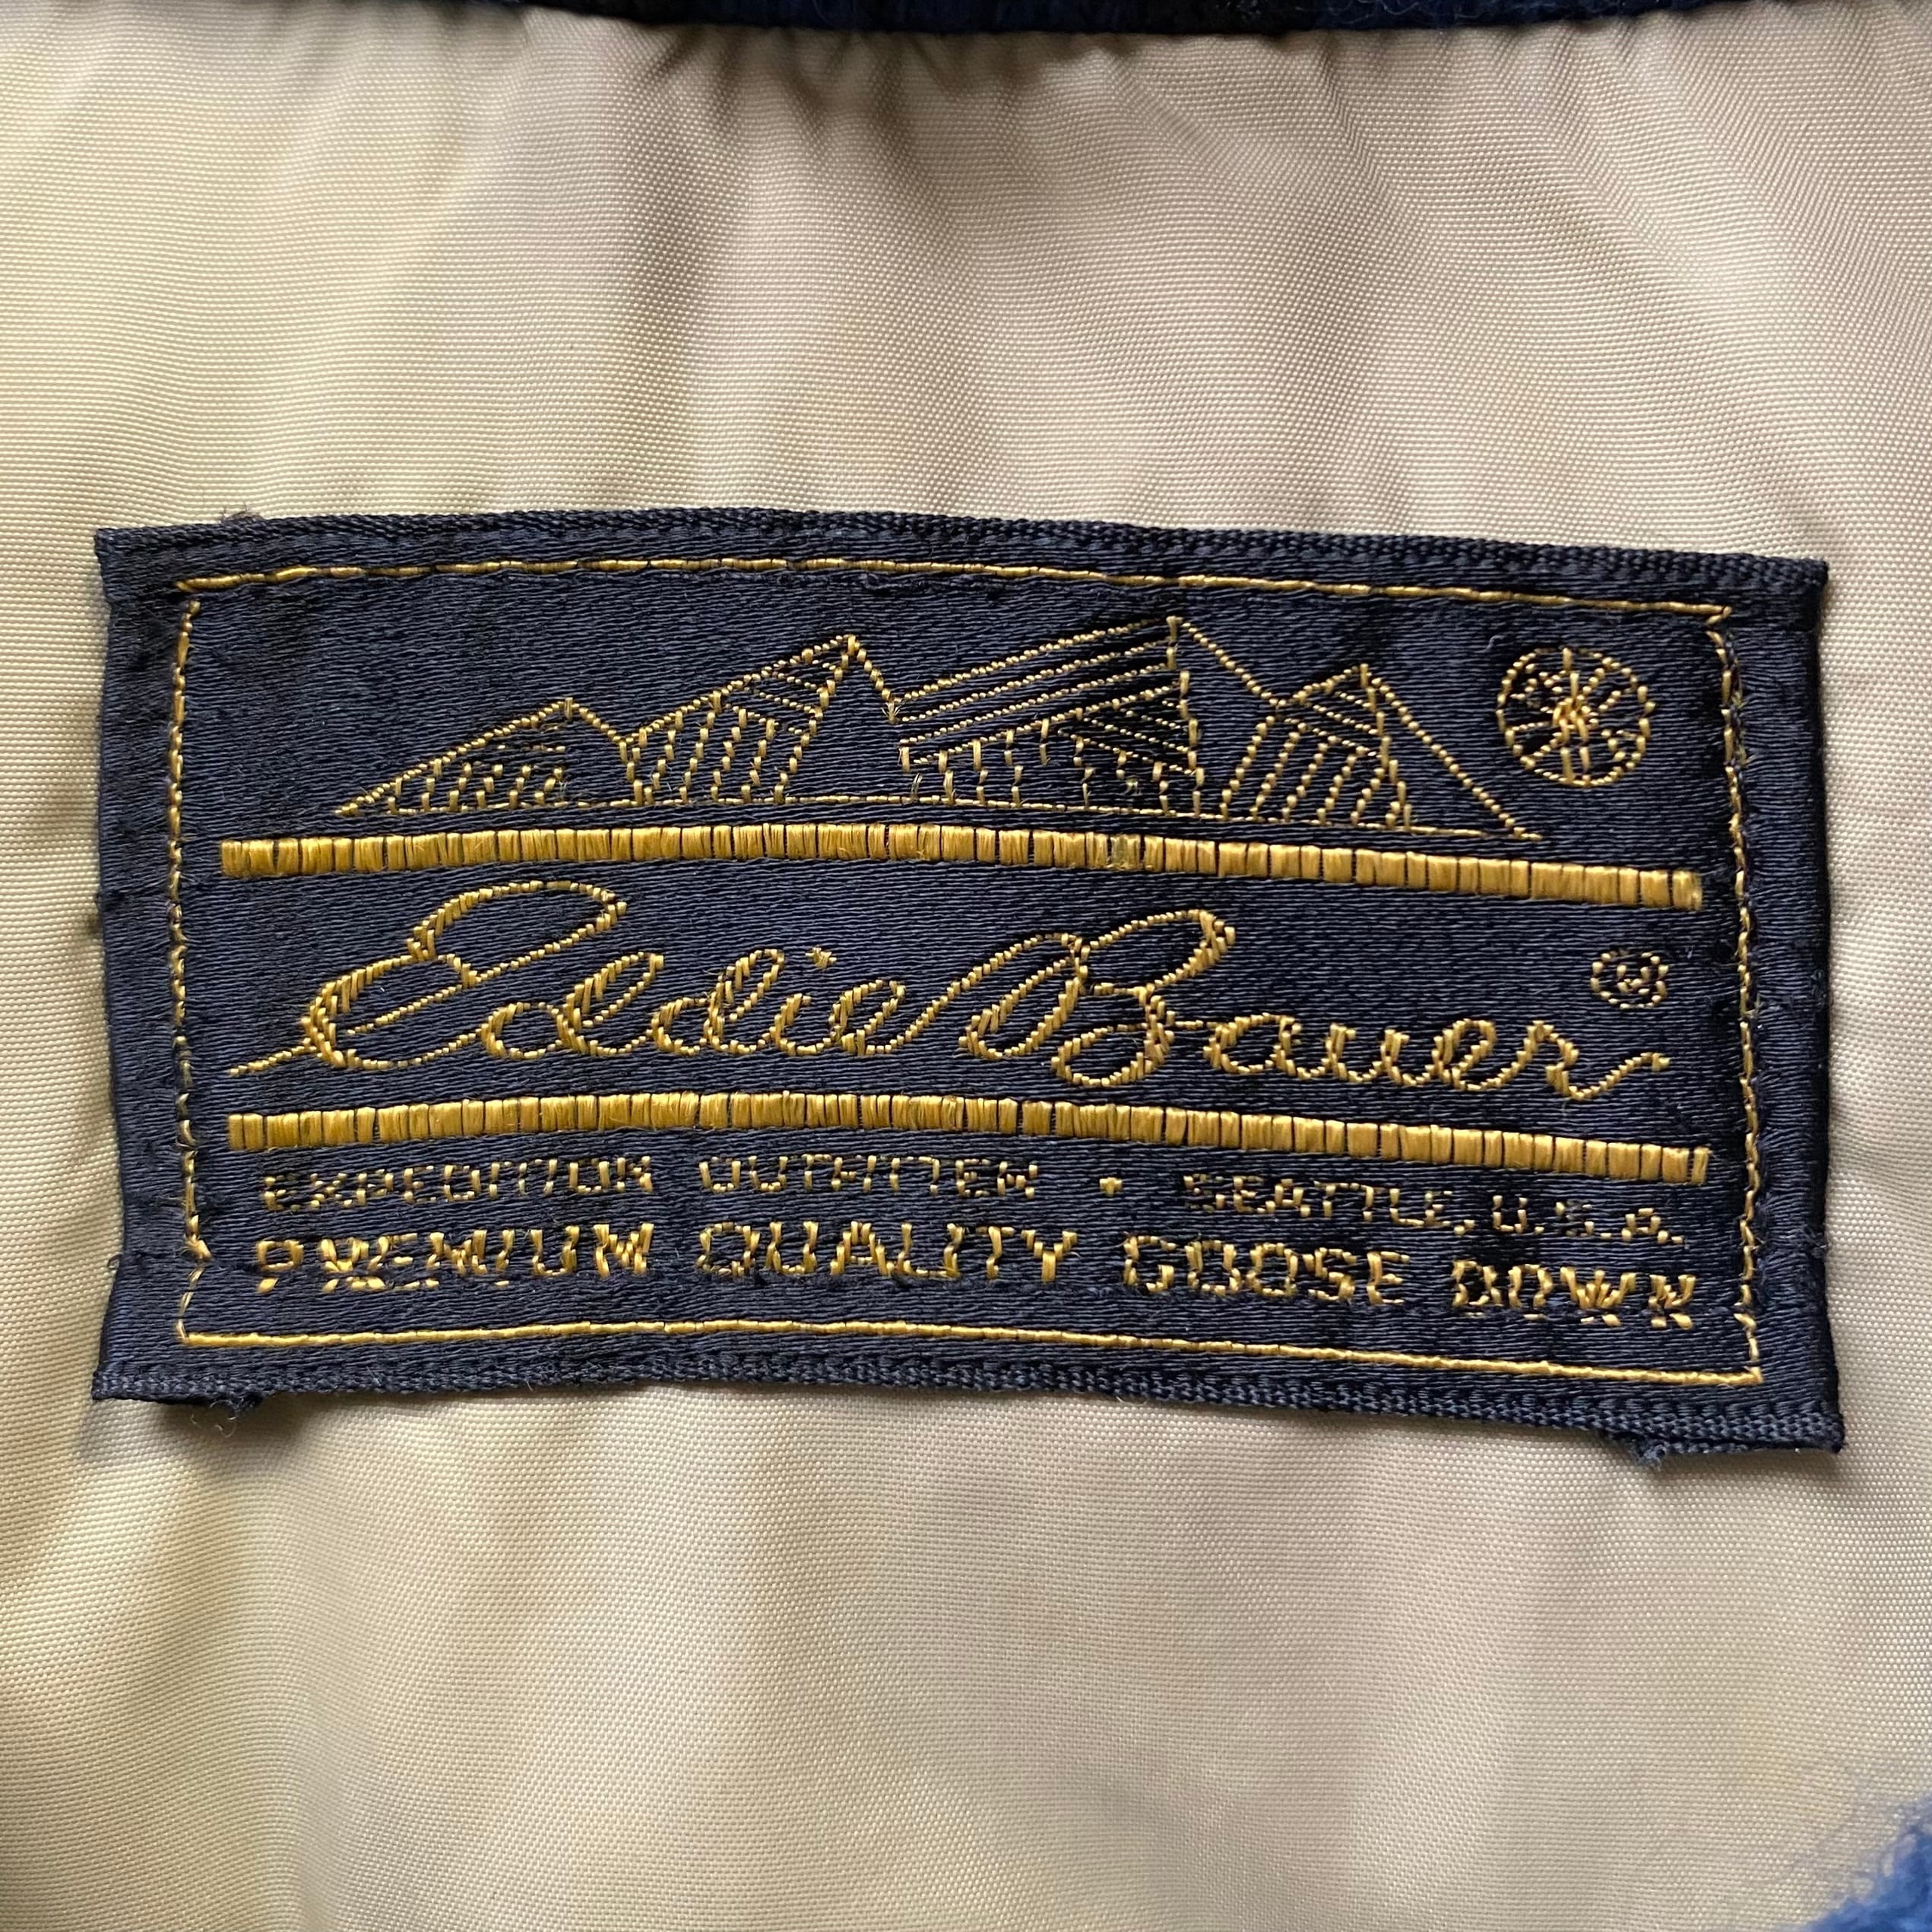 Eddie Bauer ®
EXPEDITION OUTFITTER • SEATTLE, U.S.A.
PREMIUM QUALITY GOOSE DOWN